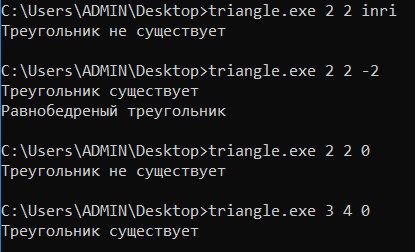 C:\Users\ADMIN\Desktop>triangle.exe 2 2 inri
Треугольник не существует
C:\Users\ADMIN\Desktop>triangle.exe 2 2 -2
Треугольник существует
Равнобедреный треугольник
C:\Users\ADMIN\Desktop>triangle.exe 2 2 0
Треугольник не существует
C:\Users\ADMIN\Desktop>triangle.exe 3 4 0
Треугольник существует